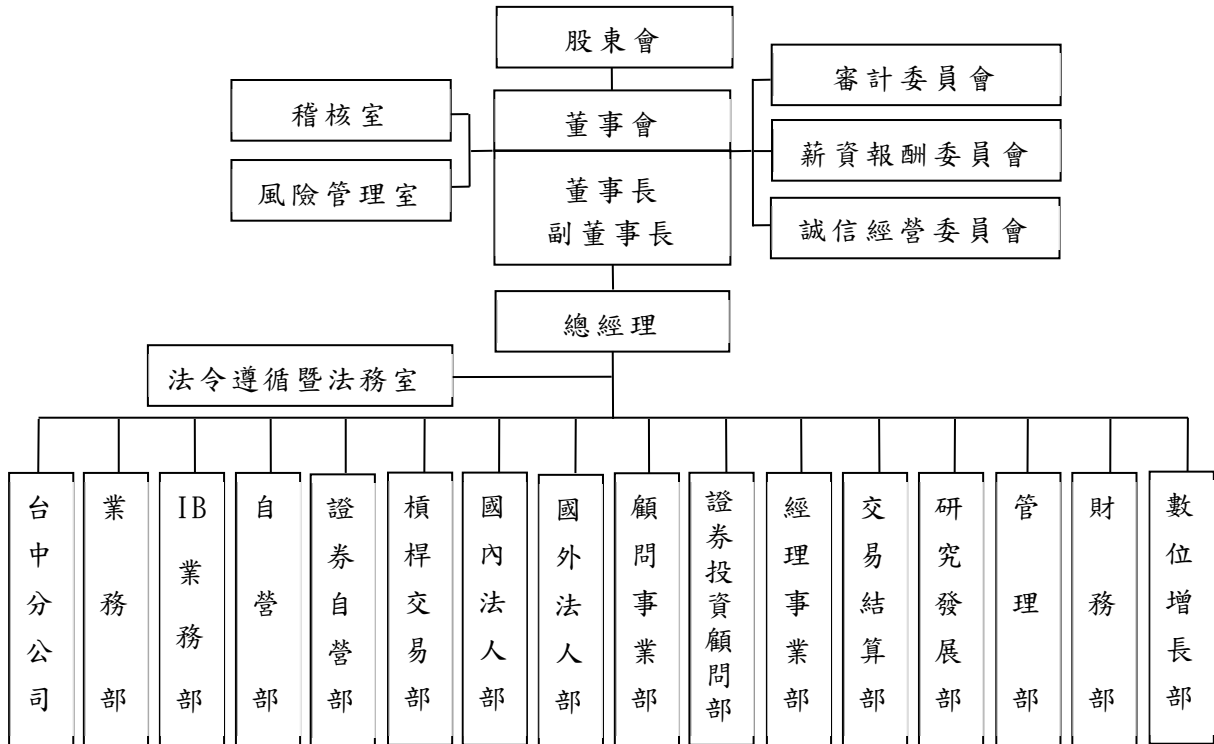 股東會
董事會
董事長
副董事長
稽核室
風險管理室
審計委員會
薪資報酬委員會
誠信經營委員會
總經理
法令遵循暨法務室
台中分公司
業務部
IB業務部
自營部
證券自營部
槓桿交易部
國內法人部
國外法人部
顧問事業部
證券投資顧問部
經理事業部
交易結算部
研究發展部
管理部
財務部
數位增長部